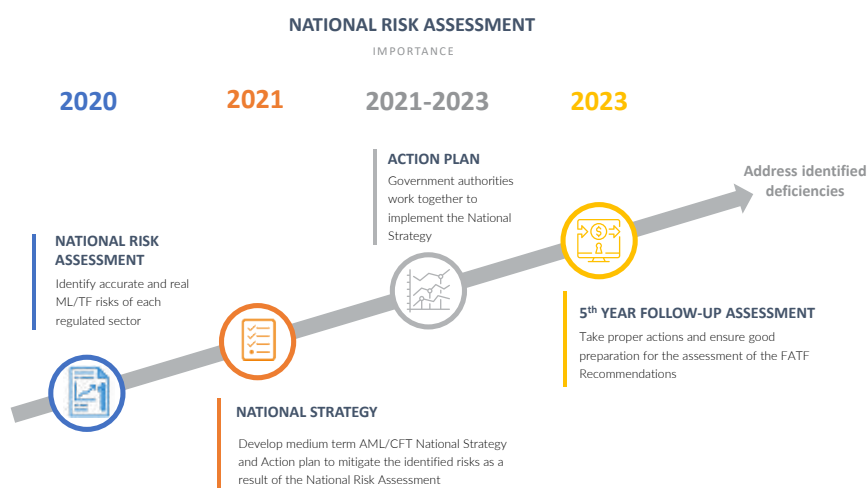 NATIONAL RISK ASSESSMENT
IMPORTANCE
2020
2021
2021-2023
2023
NATIONAL RISK
ASSESSMENT
Identify accurate and real
ML/TF risks of each
regulated sector
NATIONAL STRATEGY
Develop medium term AML/CFT National Strategy
and Action plan to mitigate the identified risks as a
result of the National Risk Assessment
ACTION PLAN
Government authorities
work together to
implement the National
Strategy
5th YEAR FOLLOW-UP ASSESSMENT
Take proper actions and ensure good
preparation for the assessment of the FATF
Recommendations
Address identified
deficiencies